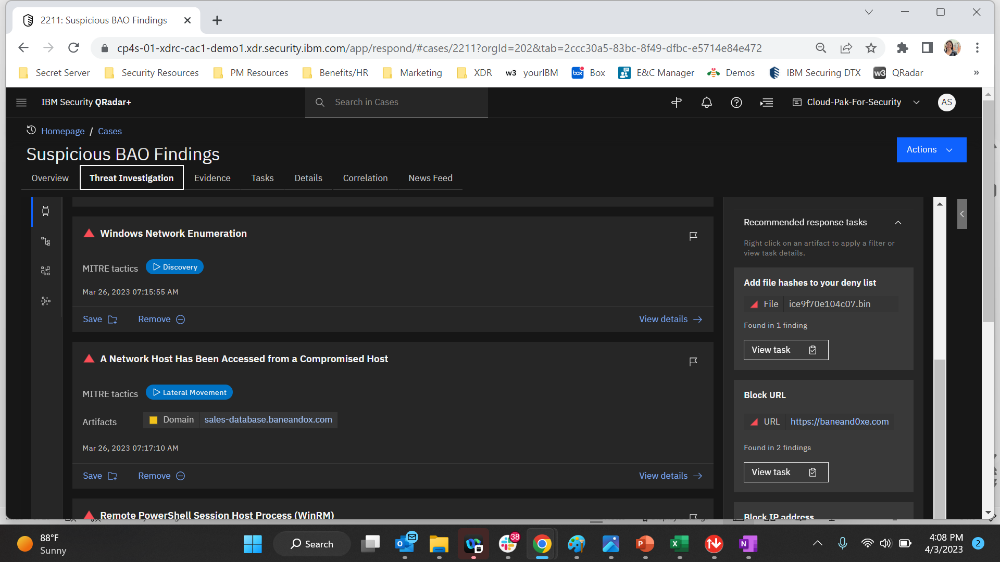 2211: Suspicious BAO Findings
cp4s-01-xdrc-cac1-demo1.xdr.security.ibm.com/app/respond/#cases/2211?orgId=202&tab=2ccc30a5-83bc-8f49-dfbc-e5714e84e472
Secret Server Security Resources PM Resources Benefits/HR Marketing XDR w3 yourIBM box Box E&C Manager Demos IBM Securing DTX w3 QRadar »
IBM Security QRadar+ Search in Cases Cloud-Pak-For-Security AS
Homepage / Cases
Suspicious BAO Findings
Actions
Overview Threat Investigation Evidence Tasks Details Correlation News Feed
Windows Network Enumeration
MITRE tactics Discovery
Mar 26, 2023 07:15:55 AM
Save Remove View details
A Network Host Has Been Accessed from a Compromised Host
MITRE tactics Lateral Movement
Artifacts Domain sales-database.baneandox.com
Mar 26, 2023 07:17:10 AM
Save Remove View details
Remote PowerShell Session Host Process (WinRM)
Recommended response tasks
Right click on an artifact to apply a filter or
view task details.
Add file hashes to your deny list
File ice9f70e104c07.bin
Found in 1 finding
View task
Block URL
URL https://baneand0xe.com
Found in 2 findings
View task
Block IP address
88°F
Sunny
Search
38
4:08 PM
4/3/2023
2